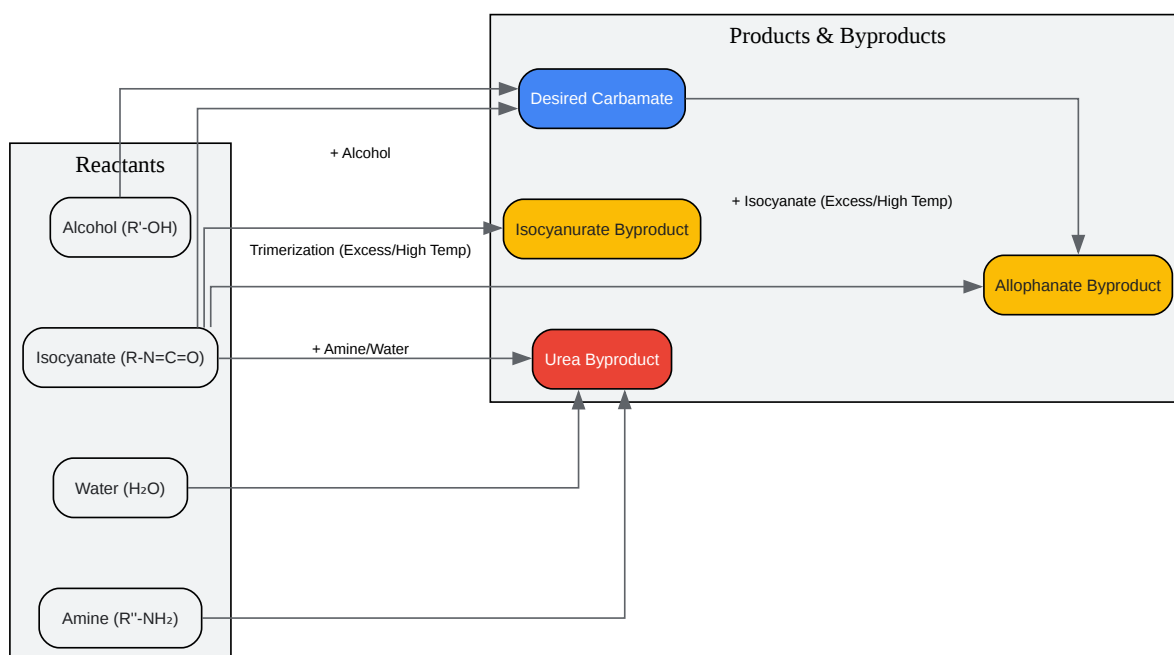 Products & Byproducts
Desired Carbamate
+ Alcohol
Reactants
Alcohol (R'-OH)
+ Isocyanate (Excess/High Temp)
Isocyanurate Byproduct
Trimerization (Excess/High Temp)
Allophanate Byproduct
Isocyanate (R-N=C=O)
+ Amine/Water
Urea Byproduct
Water (H₂O)
Amine (R''-NH₂)